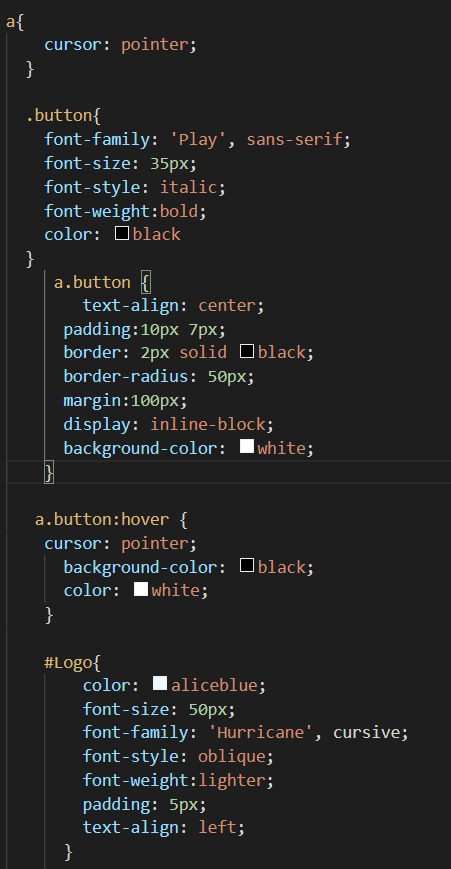 a{
    cursor: pointer;
  }

  .button{
    font-family: 'Play', sans-serif;
    font-size: 35px;
    font-style: italic;
    font-weight:bold;
    color: black
  }
     a.button {
        text-align: center;
      padding:10px 7px;
      border: 2px solid black;
      border-radius: 50px;
      margin:100px;
      display: inline-block;
      background-color: white;
    }

   a.button:hover {
    cursor: pointer;
      background-color: black;
      color: white;
    }

    #Logo{
        color: aliceblue;
        font-size: 50px;
        font-family: 'Hurricane', cursive;
        font-style: oblique;
        font-weight:lighter;
        padding: 5px;
        text-align: left;
      }